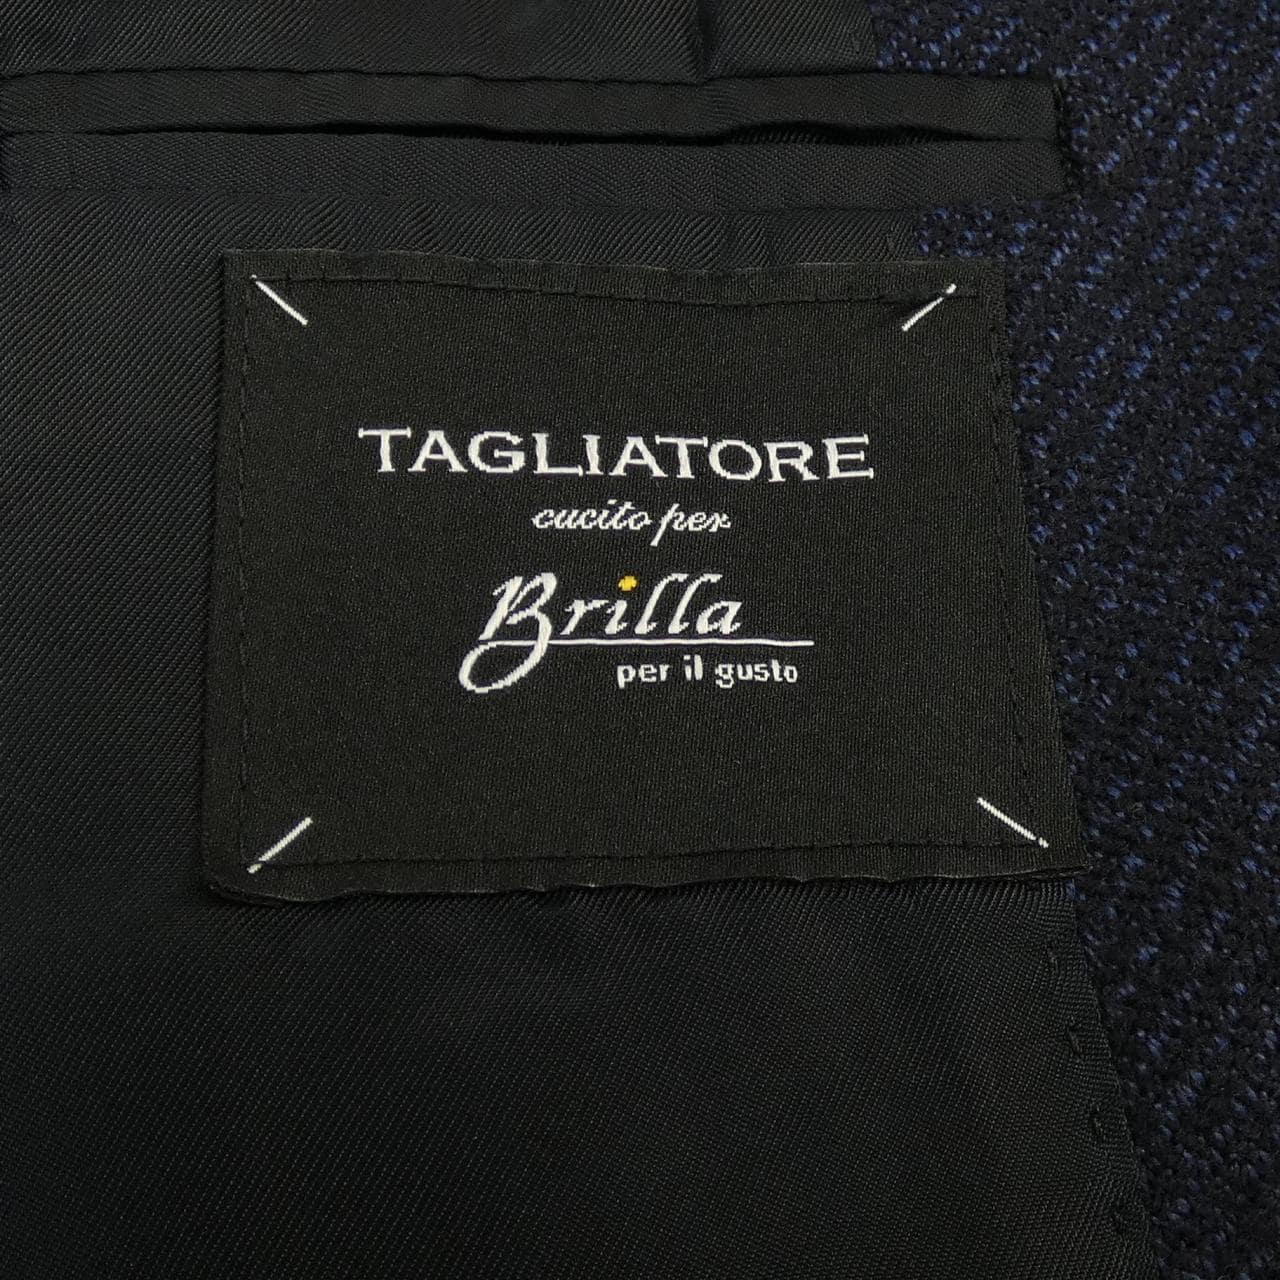 TAGLIATORE
cucito per
Brilla
per il gusto